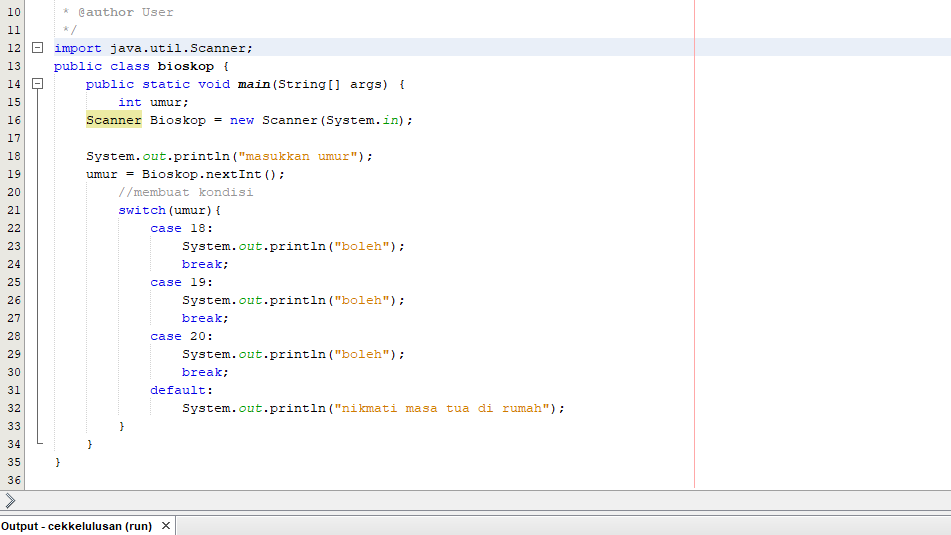 10 * @author User
11 */
12 import java.util.Scanner;
13 public class bioskop {
14 public static void main(String[] args) {
15 int umur;
16 Scanner Bioskop = new Scanner(System.in);
17
18 System.out.println("masukkan umur");
19 umur = Bioskop.nextInt();
20 //membuat kondisi
21 switch(umur){
22 case 18:
23 System.out.println("boleh");
24 break;
25 case 19:
26 System.out.println("boleh");
27 break;
28 case 20:
29 System.out.println("boleh");
30 break;
31 default:
32 System.out.println("nikmati masa tua di rumah");
33 }
34 }
35 }
36
Output - cekkelulusan (run)